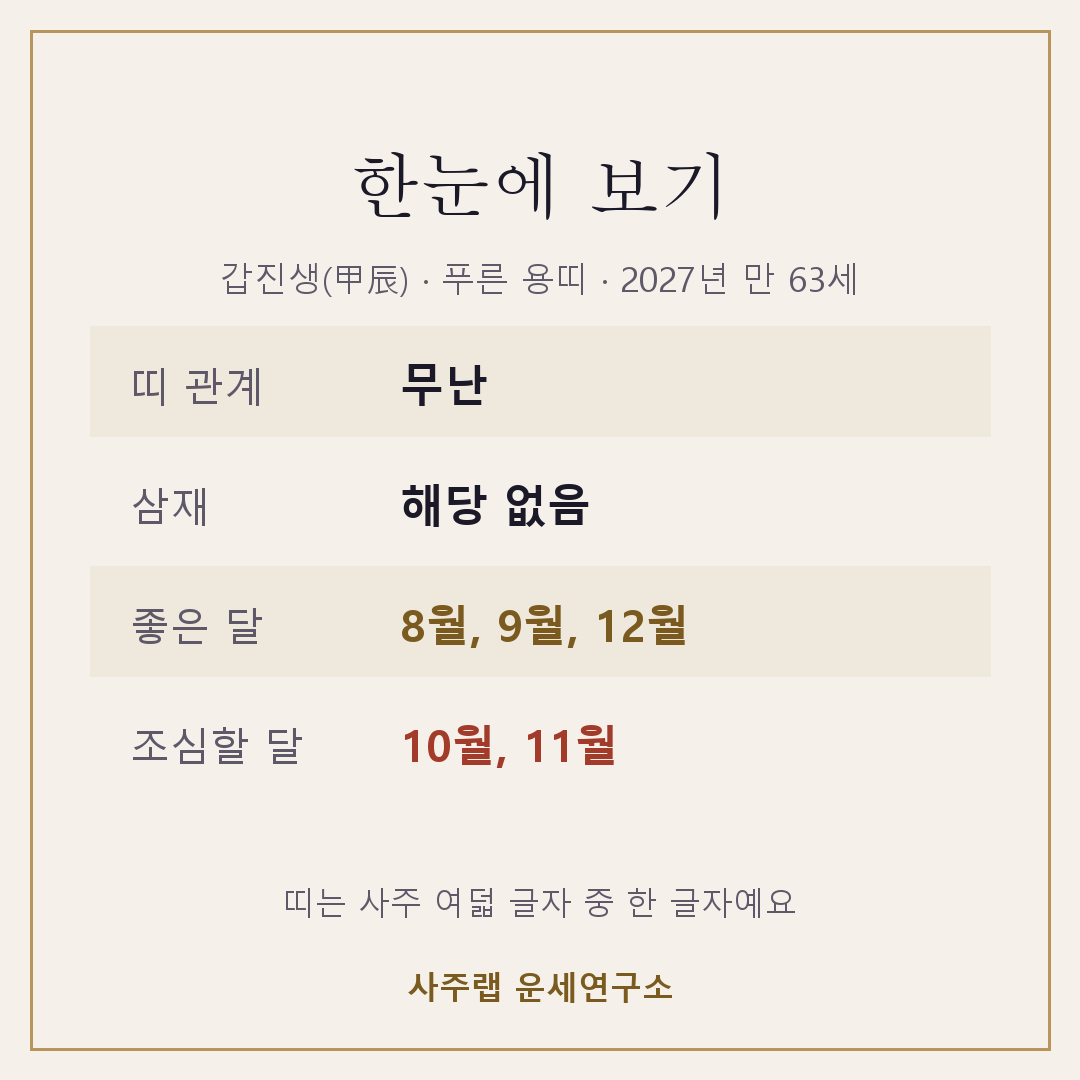 한눈에 보기
갑진생(甲辰) · 푸른 용띠 · 2027년 만 63세
띠 관계 무난
삼재 해당 없음
좋은 달 8월, 9월, 12월
조심할 달 10월, 11월
띠는 사주 여덟 글자 중 한 글자예요
사주랩 운세연구소